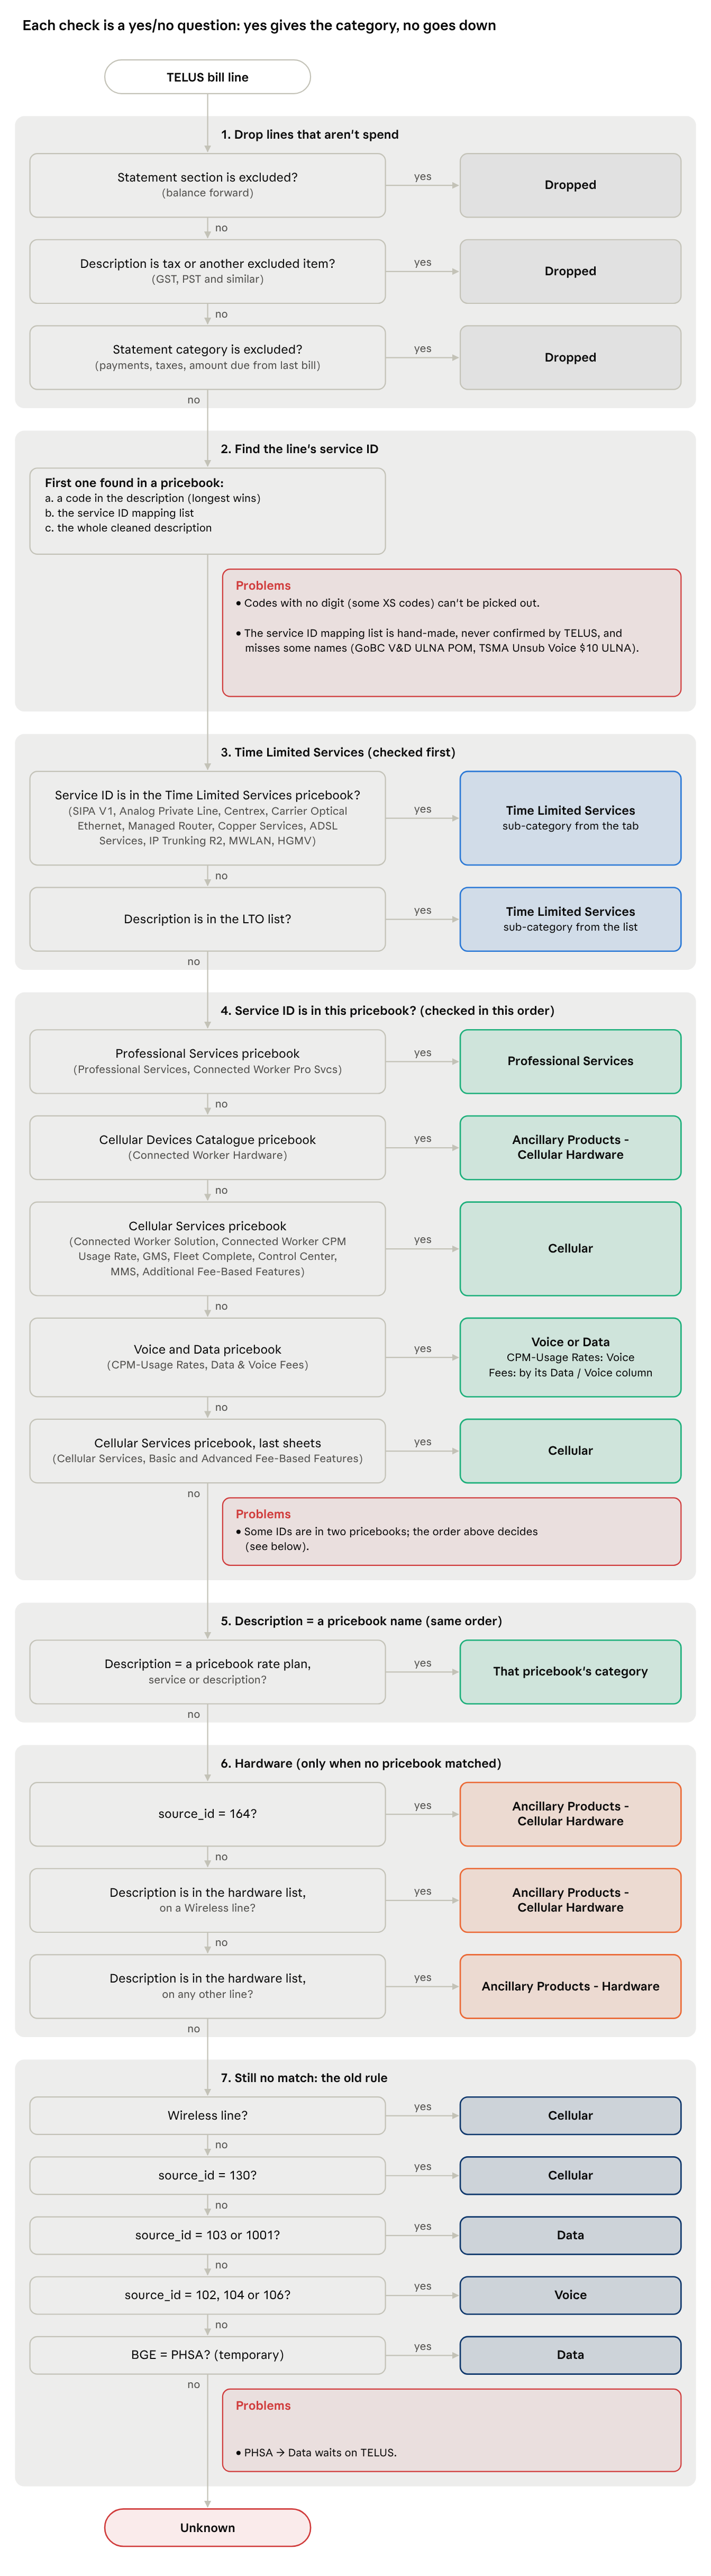 Each check is a yes/no question: yes gives the category, no goes down
TELUS bill line
1. Drop lines that aren't spend
Statement section is excluded?
(balance forward)
yes
Dropped
no
Description is tax or another excluded item?
(GST, PST and similar)
yes
Dropped
no
Statement category is excluded?
(payments, taxes, amount due from last bill)
yes
Dropped
no
2. Find the line's service ID
First one found in a pricebook:
a. a code in the description (longest wins)
b. the service ID mapping list
c. the whole cleaned description
Problems
• Codes with no digit (some XS codes) can't be picked out.
• The service ID mapping list is hand-made, never confirmed by TELUS, and
misses some names (GoBC V&D ULNA POM, TSMA Unsub Voice $10 ULNA).
3. Time Limited Services (checked first)
Service ID is in the Time Limited Services pricebook?
(SIPA V1, Analog Private Line, Centrex, Carrier Optical
Ethernet, Managed Router, Copper Services, ADSL
Services, IP Trunking R2, MWLAN, HGMV)
yes
Time Limited Services
sub-category from the tab
no
Description is in the LTO list?
yes
Time Limited Services
sub-category from the list
no
4. Service ID is in this pricebook? (checked in this order)
Professional Services pricebook
(Professional Services, Connected Worker Pro Svcs)
yes
Professional Services
no
Cellular Devices Catalogue pricebook
(Connected Worker Hardware)
yes
Ancillary Products -
Cellular Hardware
no
Cellular Services pricebook
(Connected Worker Solution, Connected Worker CPM
Usage Rate, GMS, Fleet Complete, Control Center,
MMS, Additional Fee-Based Features)
yes
Cellular
no
Voice and Data pricebook
(CPM-Usage Rates, Data & Voice Fees)
yes
Voice or Data
CPM-Usage Rates: Voice
Fees: by its Data / Voice column
no
Cellular Services pricebook, last sheets
(Cellular Services, Basic and Advanced Fee-Based Features)
yes
Cellular
no
Problems
• Some IDs are in two pricebooks; the order above decides
(see below).
5. Description = a pricebook name (same order)
Description = a pricebook rate plan,
service or description?
yes
That pricebook's category
no
6. Hardware (only when no pricebook matched)
source_id = 164?
yes
Ancillary Products -
Cellular Hardware
no
Description is in the hardware list,
on a Wireless line?
yes
Ancillary Products -
Cellular Hardware
no
Description is in the hardware list,
on any other line?
yes
Ancillary Products - Hardware
no
7. Still no match: the old rule
Wireless line?
yes
Cellular
no
source_id = 130?
yes
Cellular
no
source_id = 103 or 1001?
yes
Data
no
source_id = 102, 104 or 106?
yes
Voice
no
BGE = PHSA? (temporary)
yes
Data
no
Problems
• PHSA → Data waits on TELUS.
Unknown